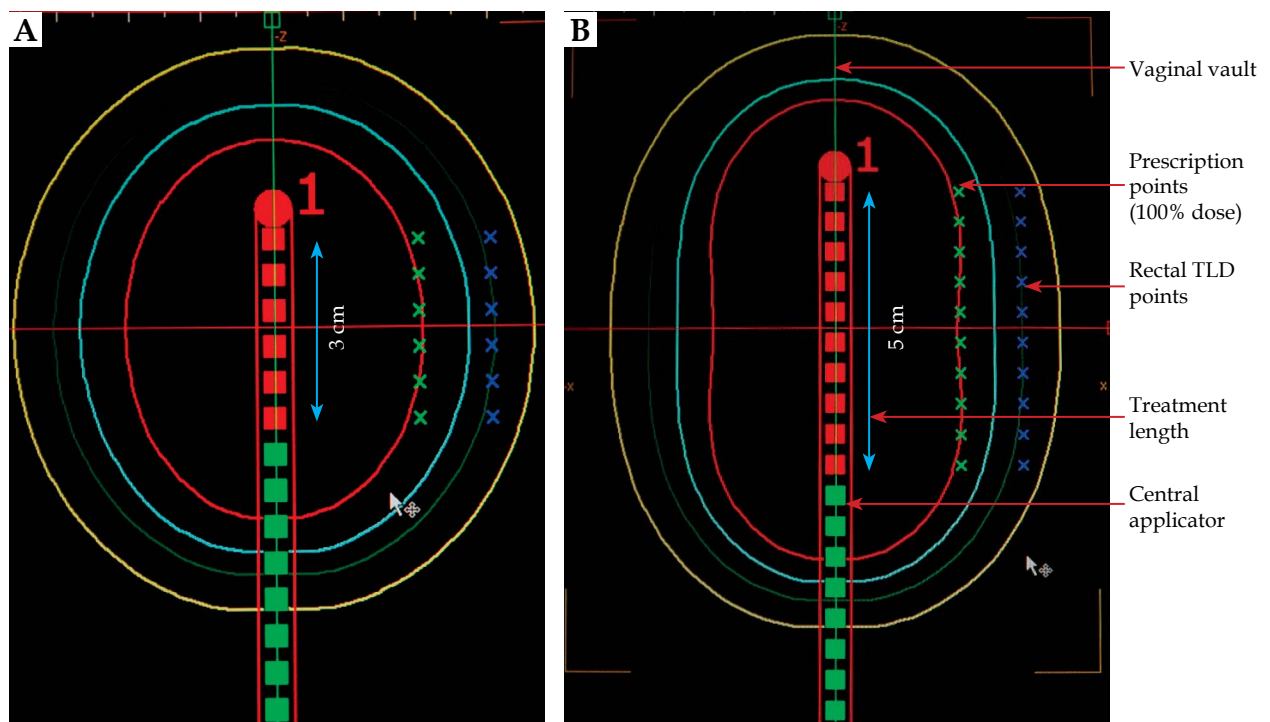 A
-Z
1
3 cm
B
-Z
1
5 cm
-X
X
Vaginal vault
Prescription
points
(100% dose)
Rectal TLD
points
Treatment
length
Central
applicator